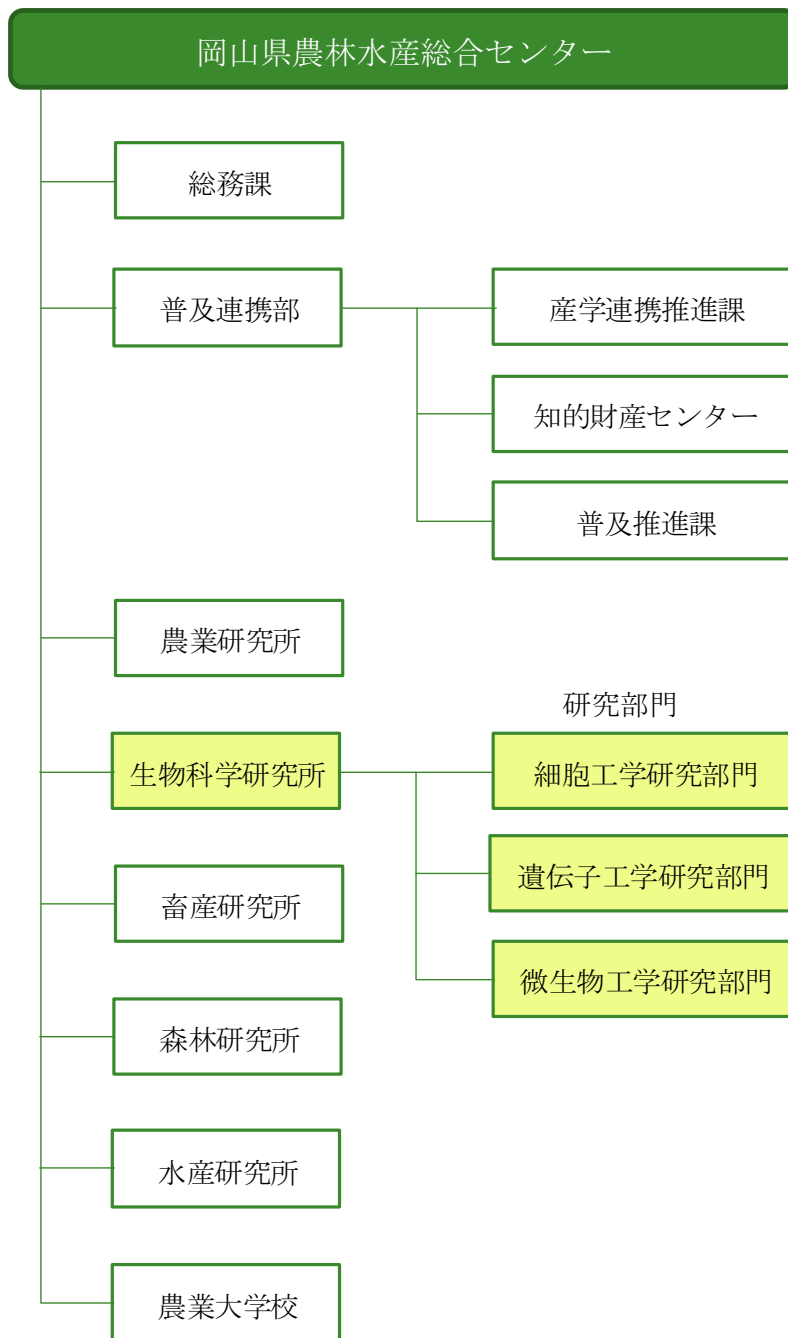 岡山県農林水産総合センター
総務課
普及連携部
産学連携推進課
知的財産センター
普及推進課
農業研究所
研究部門
生物科学研究所
細胞工学研究部門
遺伝子工学研究部門
畜産研究所
微生物工学研究部門
森林研究所
水産研究所
農業大学校